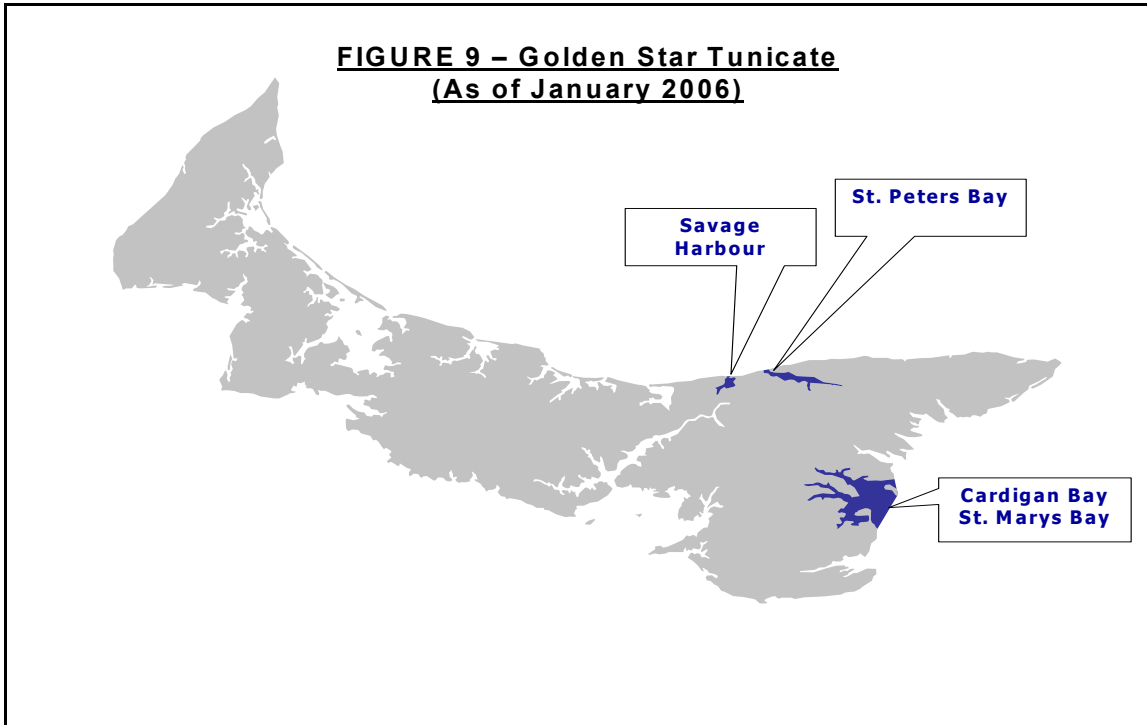 FIGURE 9 – Golden Star Tunicate
(As of January 2006)
St. Peters Bay
Savage
Harbour
Cardigan Bay
St. Marys Bay